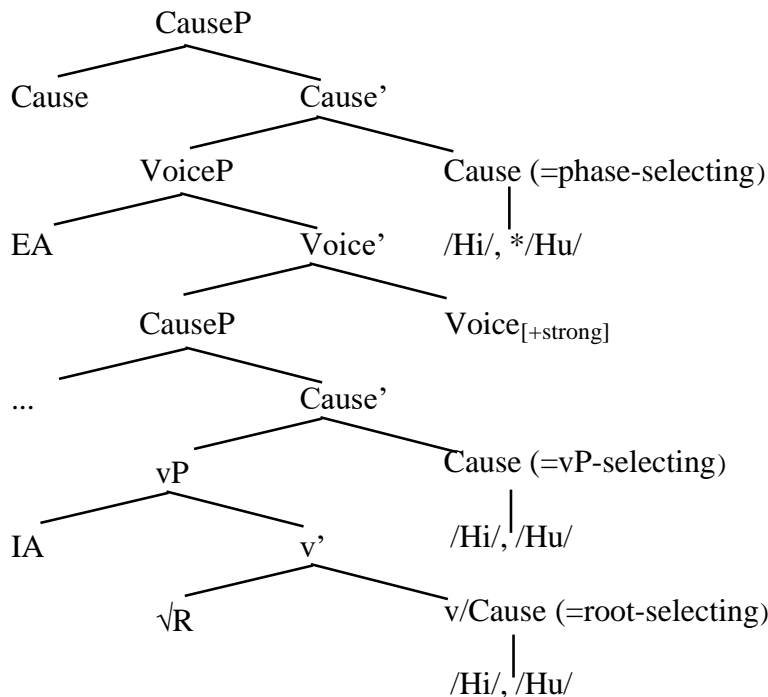 CauseP
Cause Cause’
VoiceP Cause (=phase-selecting)
EA Voice’ /Hi/, */Hu/
CauseP Voice[+strong]
... Cause’
vP Cause (=vP-selecting)
IA v’ /Hi/, /Hu/
√R v/Cause (=root-selecting)
/Hi/, /Hu/